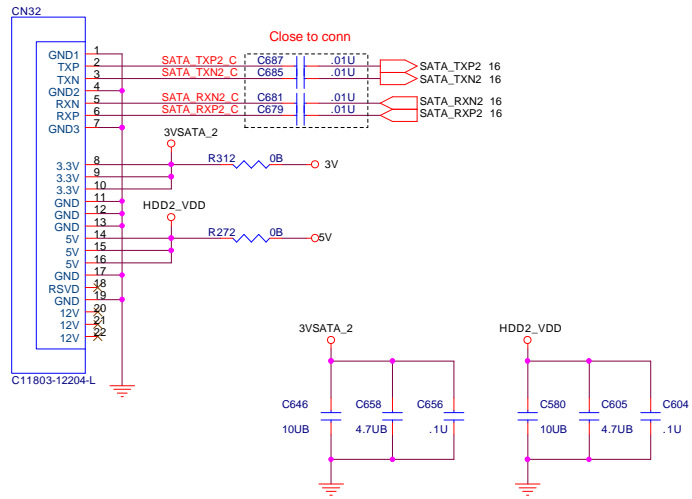 CN32
Close to conn
GND1 1
TXP 2 SATA_TXP2_C C687 .01U SATA_TXP2 16
TXN 3 SATA_TXN2_C C685 .01U SATA_TXN2 16
GND2 4
RXN 5 SATA_RXN2_C C681 .01U SATA_RXN2 16
RXP 6 SATA_RXP2_C C679 .01U SATA_RXP2 16
GND3 7
3VSATA_2
3.3V 8 R312 0B 3V
3.3V 9
3.3V 10
GND 11
GND 12 HDD2_VDD
GND 13
5V 14 R272 0B 5V
5V 15
5V 16
GND 17
RSVD 18
GND 19
12V 20
12V 21
12V 22
C11803-12204-L
3VSATA_2 HDD2_VDD
C646 C658 C656 C580 C605 C604
10UB 4.7UB .1U 10UB 4.7UB .1U